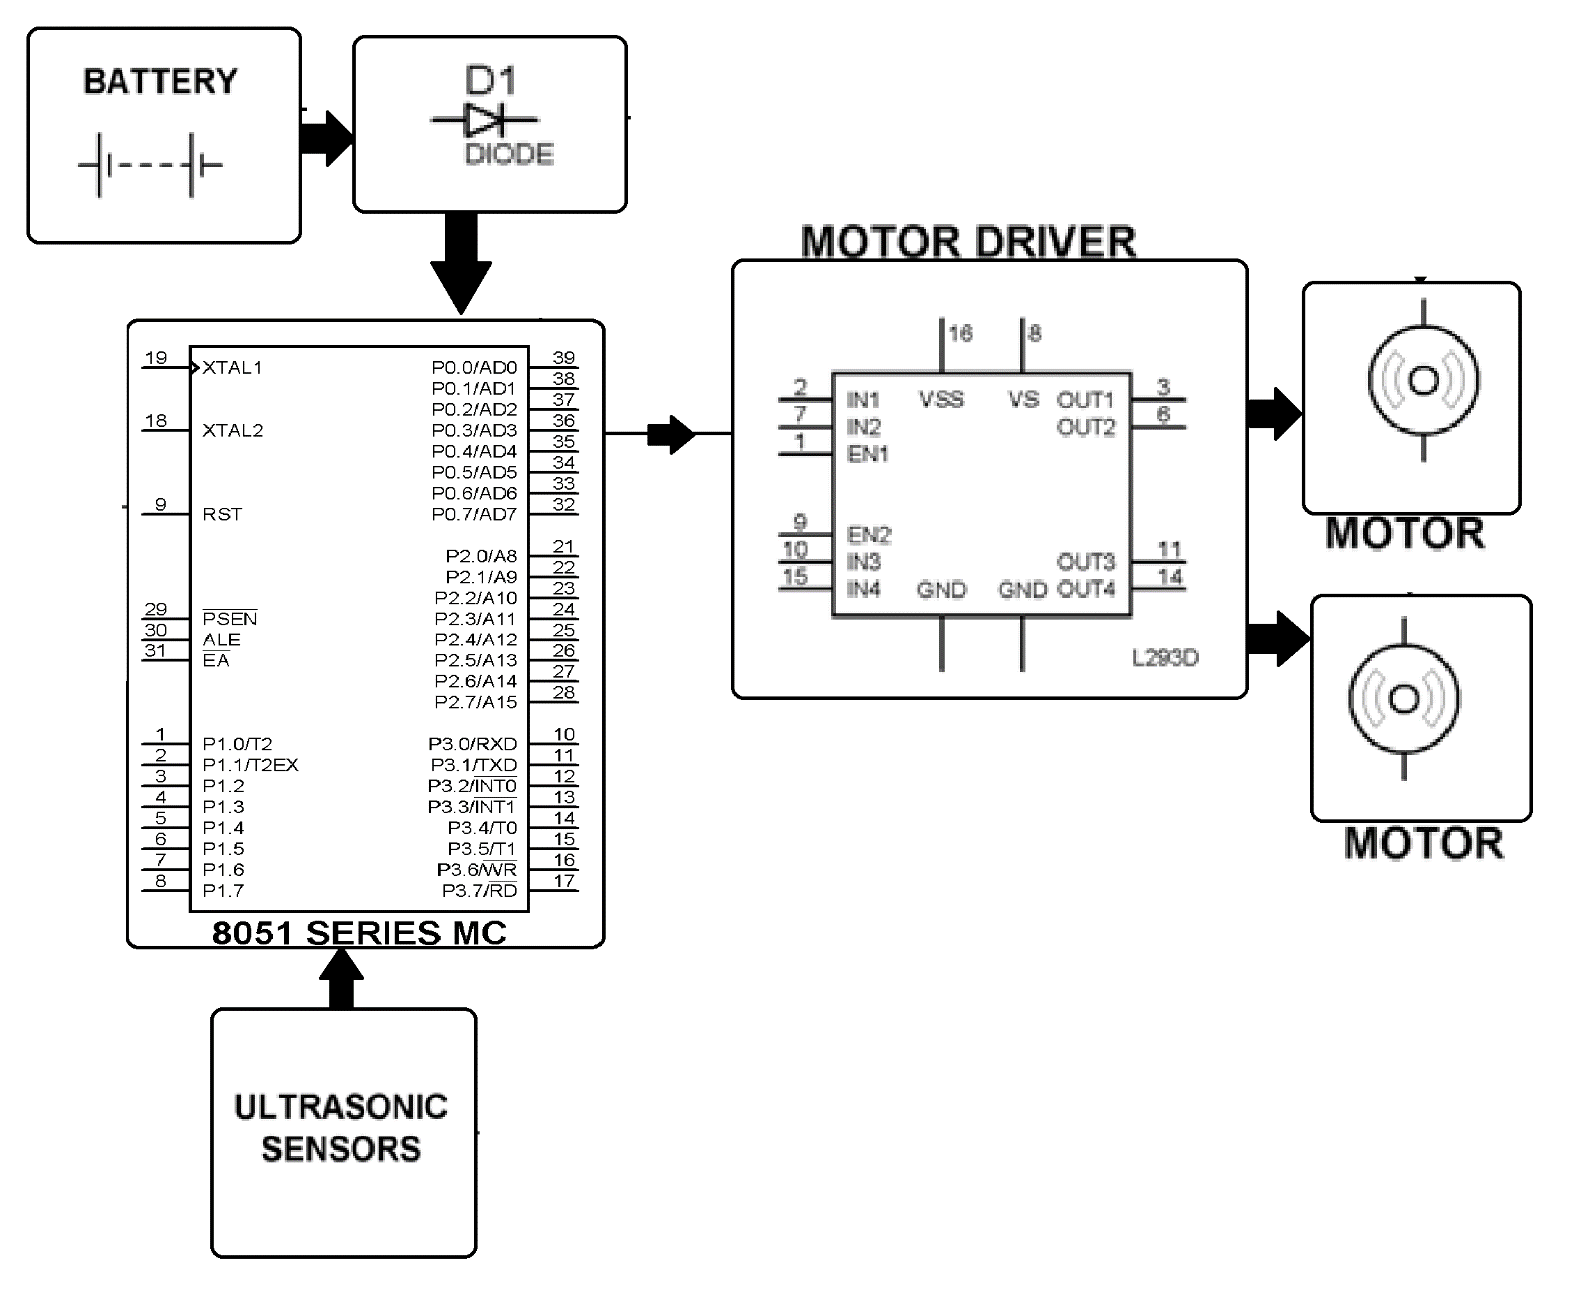 BATTERY
D1
DIODE
MOTOR DRIVER
19 XTAL1
18 XTAL2
9 RST
29 PSEN
30 ALE
31 EA
1 P1.0/T2
2 P1.1/T2EX
3 P1.2
4 P1.3
5 P1.4
6 P1.5
7 P1.6
8 P1.7
P0.0/AD0 39
P0.1/AD1 38
P0.2/AD2 37
P0.3/AD3 36
P0.4/AD4 35
P0.5/AD5 34
P0.6/AD6 33
P0.7/AD7 32
P2.0/A8 21
P2.1/A9 22
P2.2/A10 23
P2.3/A11 24
P2.4/A12 25
P2.5/A13 26
P2.6/A14 27
P2.7/A15 28
P3.0/RXD 10
P3.1/TXD 11
P3.2/INT0 12
P3.3/INT1 13
P3.4/T0 14
P3.5/T1 15
P3.6/WR 16
P3.7/RD 17
8051 SERIES MC
16 8
2 IN1 VSS VS OUT1 3
7 IN2 OUT2 6
1 EN1
9 EN2
10 IN3 OUT3 11
15 IN4 GND GND OUT4 14
L293D
MOTOR
MOTOR
ULTRASONIC
SENSORS